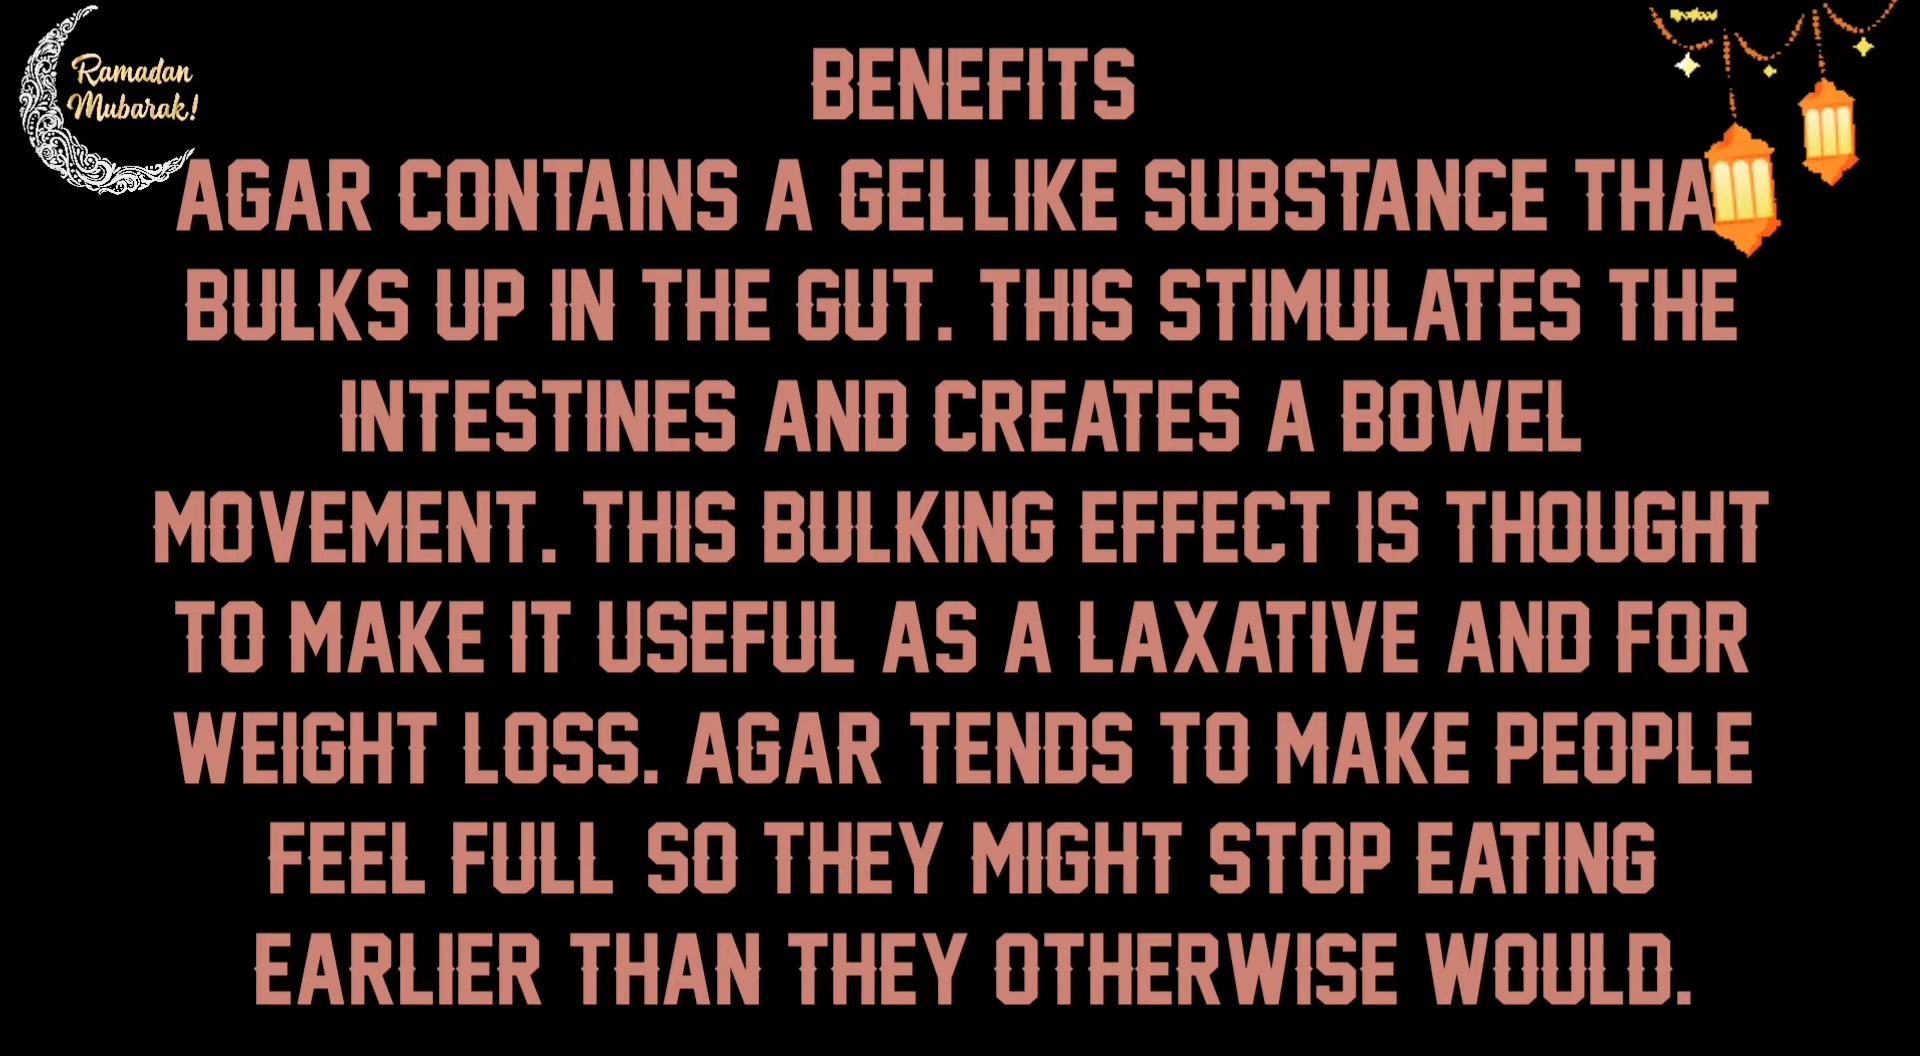 Ramadan
Mubarak!
BENEFITS
AGAR CONTAINS A GELLIKE SUBSTANCE THA
BULKS UP IN THE GUT. THIS STIMULATES THE
INTESTINES AND CREATES A BOWEL
MOVEMENT. THIS BULKING EFFECT IS THOUGHT
TO MAKE IT USEFUL AS A LAXATIVE AND FOR
WEIGHT LOSS. AGAR TENDS TO MAKE PEOPLE
FEEL FULL SO THEY MIGHT STOP EATING
EARLIER THAN THEY OTHERWISE WOULD.